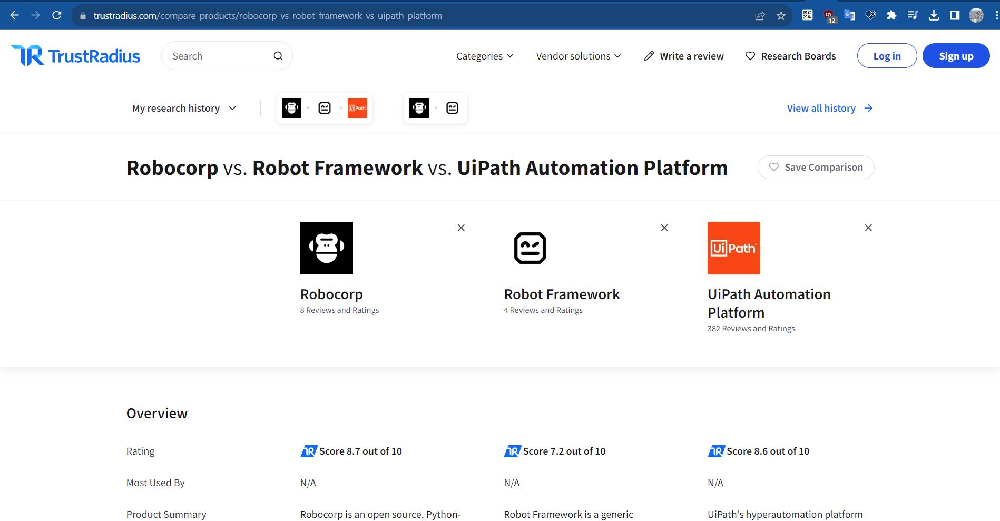 trustradius.com/compare-products/robocorp-vs-robot-framework-vs-uipath-platform
12
TrustRadius
Search
Categories
Vendor solutions
Write a review
Research Boards
Log in
Sign up
My research history
UiPath
View all history
Robocorp vs. Robot Framework vs. UiPath Automation Platform
Save Comparison
UiPath™
Robocorp
8 Reviews and Ratings
Robot Framework
4 Reviews and Ratings
UiPath Automation
Platform
382 Reviews and Ratings
Overview
Rating
TR Score 8.7 out of 10
TR Score 7.2 out of 10
TR Score 8.6 out of 10
Most Used By
N/A
N/A
N/A
Product Summary
Robocorp is an open source, Python-
Robot Framework is a generic
UiPath's hyperautomation platform